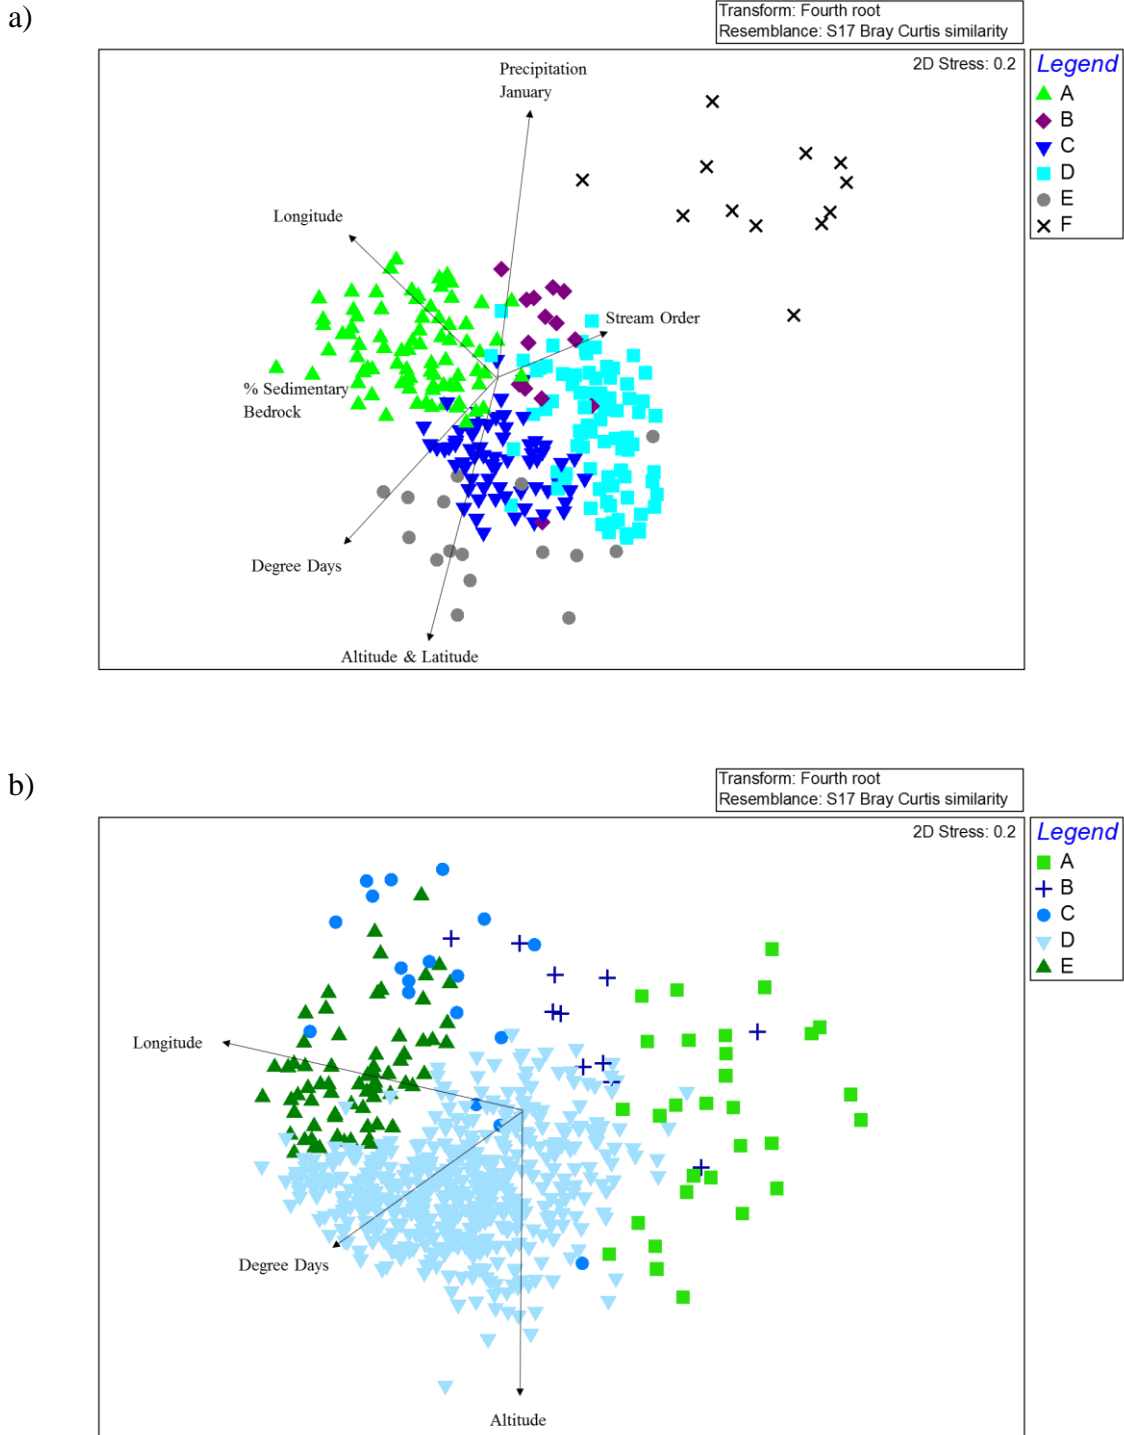 a)
Transform: Fourth root
Resemblance: S17 Bray Curtis similarity
2D Stress: 0.2
Legend
A
B
C
D
E
F
Precipitation
January
Longitude
Stream Order
% Sedimentary
Bedrock
Degree Days
Altitude & Latitude
b)
Transform: Fourth root
Resemblance: S17 Bray Curtis similarity
2D Stress: 0.2
Legend
A
B
C
D
E
Longitude
Degree Days
Altitude